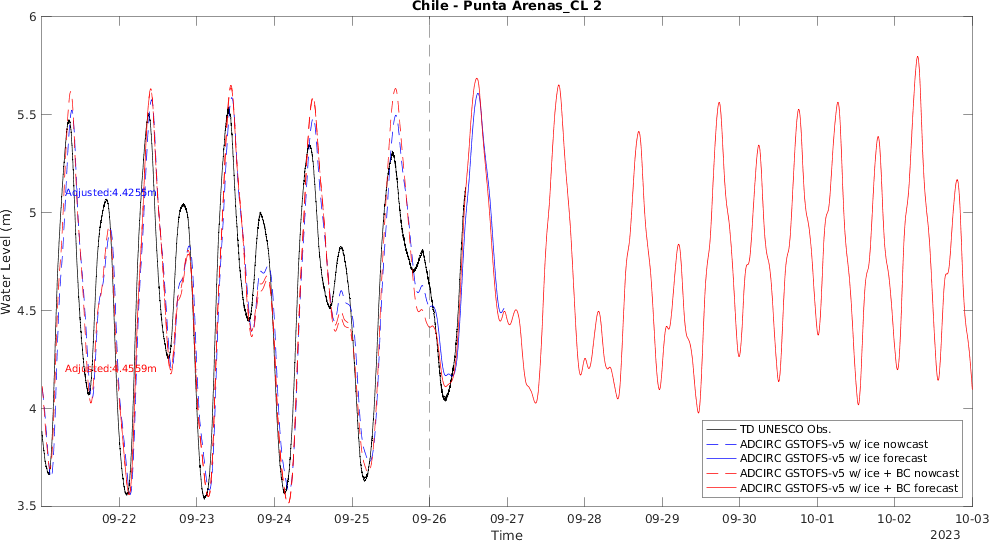 Chile - Punta Arenas_CL 2
6
5.5
5
4.5
4
3.5
Water Level (m)
Adjusted:4.4255m
Adjusted:4.4559m
TD UNESCO Obs.
ADCIRC GSTOFS-v5 w/ ice nowcast
ADCIRC GSTOFS-v5 w/ ice forecast
ADCIRC GSTOFS-v5 w/ ice + BC nowcast
ADCIRC GSTOFS-v5 w/ ice + BC forecast
09-22 09-23 09-24 09-25 09-26 09-27 09-28 09-29 09-30 10-01 10-02 10-03
Time
2023